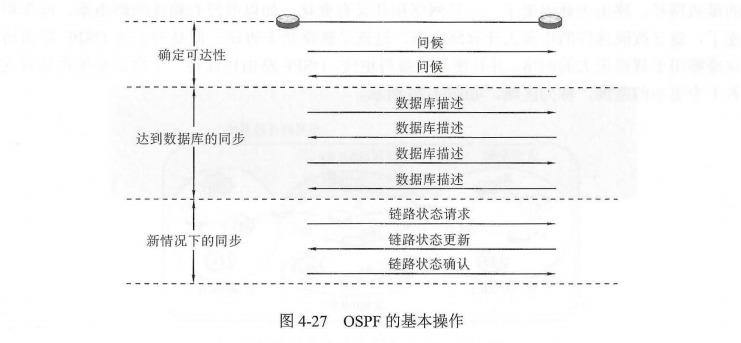 确定可达性
问候
问候
达到数据库的同步
数据库描述
数据库描述
数据库描述
数据库描述
新情况下的同步
链路状态请求
链路状态更新
链路状态确认
图 4-27 OSPF 的基本操作